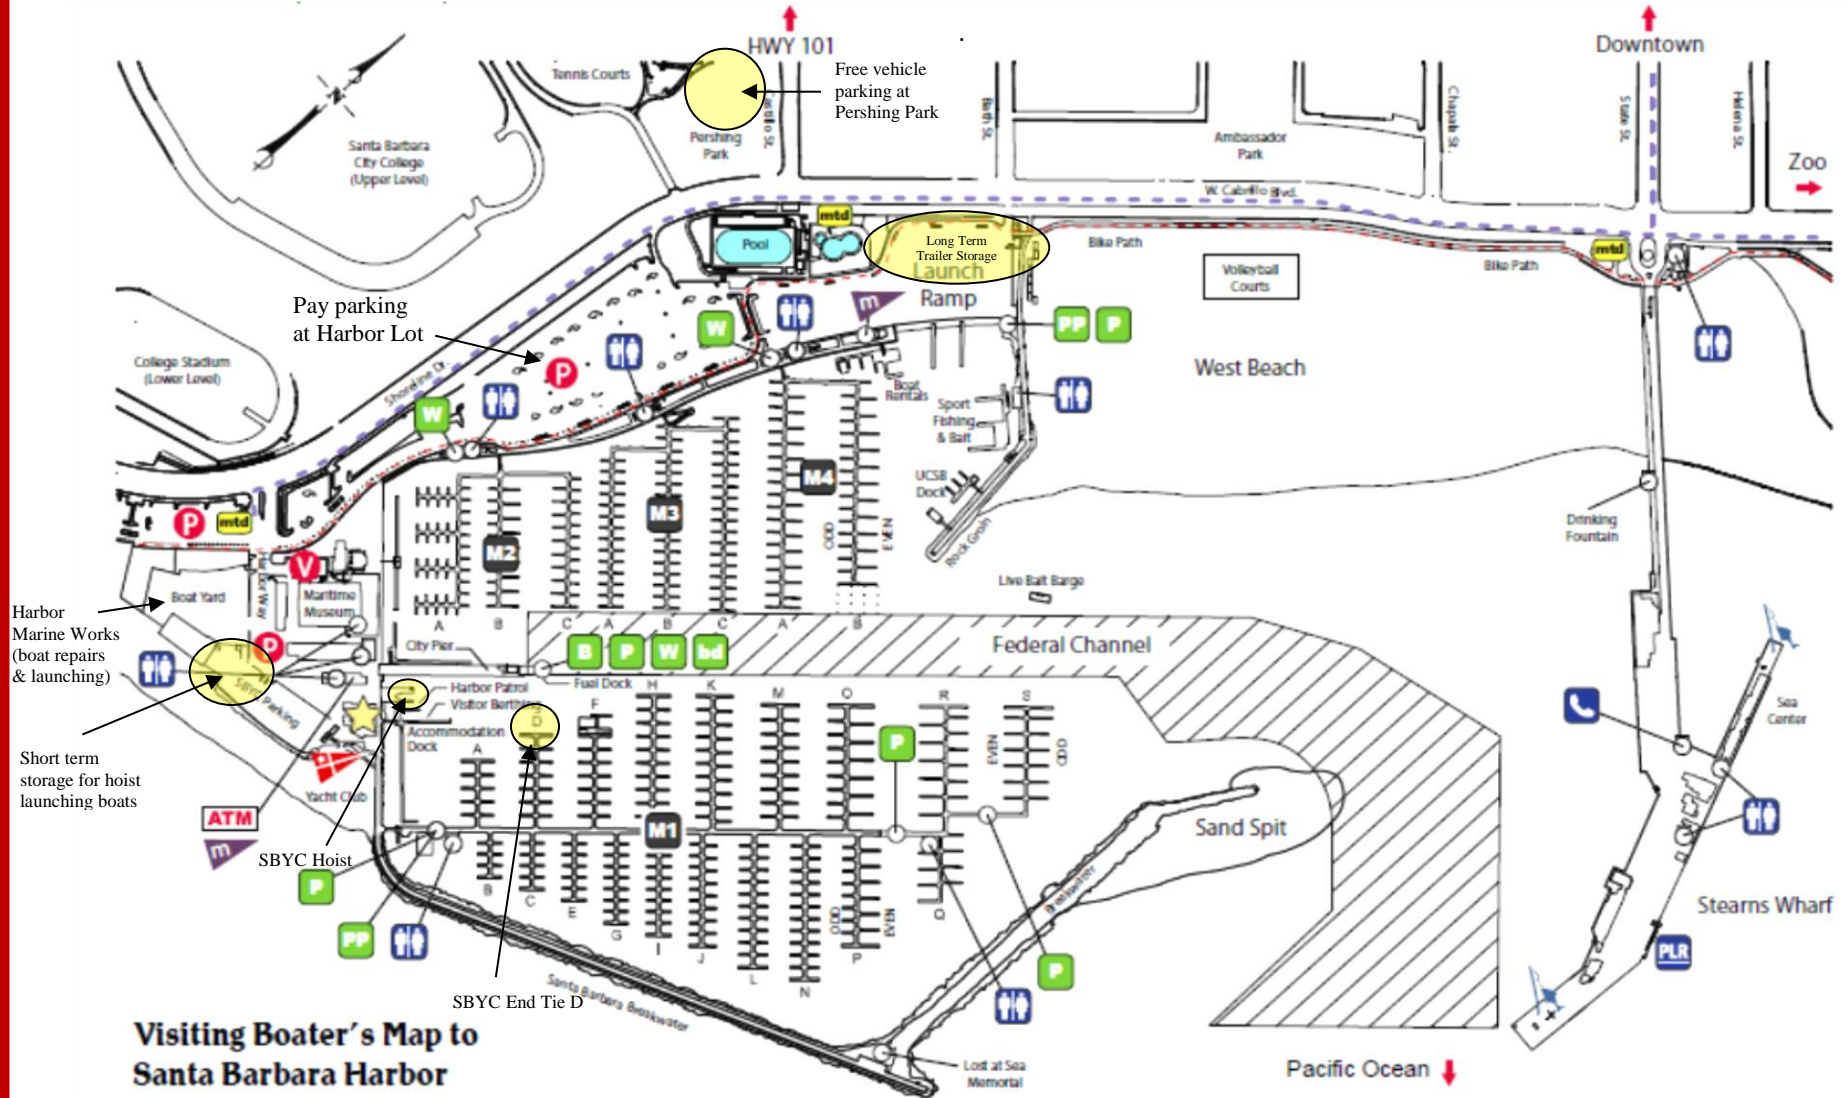 HWY 101
Downtown
Tennis Courts
Free vehicle
parking at
Pershing Park
Castillo St.
Bath St.
Chapala St.
State St.
Helena St.
N
Santa Barbara
City College
(Upper Level)
Pershing
Park
Ambassador
Park
Zoo
W. Cabrillo Blvd.
mtd
Pool
Long Term
Trailer Storage
Launch
Ramp
Bike Path
Bike Path
mtd
Volleyball
Courts
Pay parking
at Harbor Lot
W
m
PP
P
College Stadium
(Lower Level)
Shoreline Dr.
P
West Beach
Boat
Rentals
Sport
Fishing
& Bait
W
UCSB
Dock
M4
M3
M2
ODD
EVEN
Rock Groin
P
mtd
V
Drinking
Fountain
Harbor Way
Boat Yard
Maritime
Museum
Live Bait Barge
Harbor
Marine Works
(boat repairs
& launching)
A
B
C
A
B
C
A
B
P
City Pier
B
P
W
bd
Federal Channel
Fuel Dock
SBYC Parking
Harbor Patrol
Visitor Berthing
Accommodation
Dock
A
D
F
H
K
M
O
R
S
Sea
Center
P
EVEN
ODD
Short term
storage for hoist
launching boats
Yacht Club
ATM
m
SBYC Hoist
M1
Sand Spit
P
B
C
E
G
I
J
L
N
ODD
P
EVEN
Q
Breakwater
Stearns Wharf
PP
PLR
P
SBYC End Tie D
Santa Barbara Breakwater
Visiting Boater's Map to
Santa Barbara Harbor
Lost at Sea
Memorial
Pacific Ocean